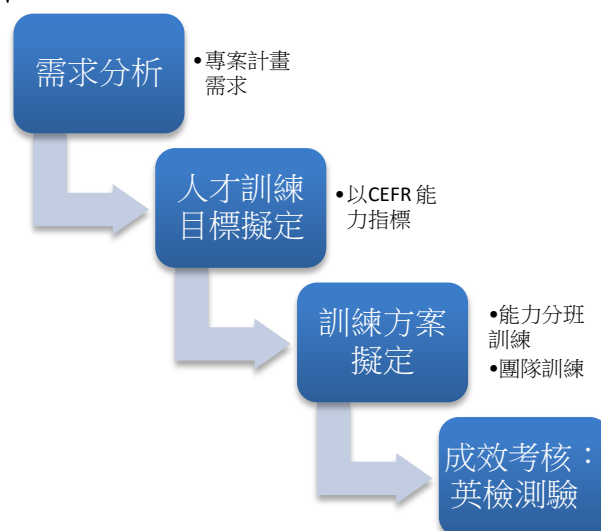 需求分析
•專案計畫
需求
人才訓練
目標擬定
•以CEFR 能
力指標
訓練方案
擬定
•能力分班
訓練
•團隊訓練
成效考核：
英檢測驗